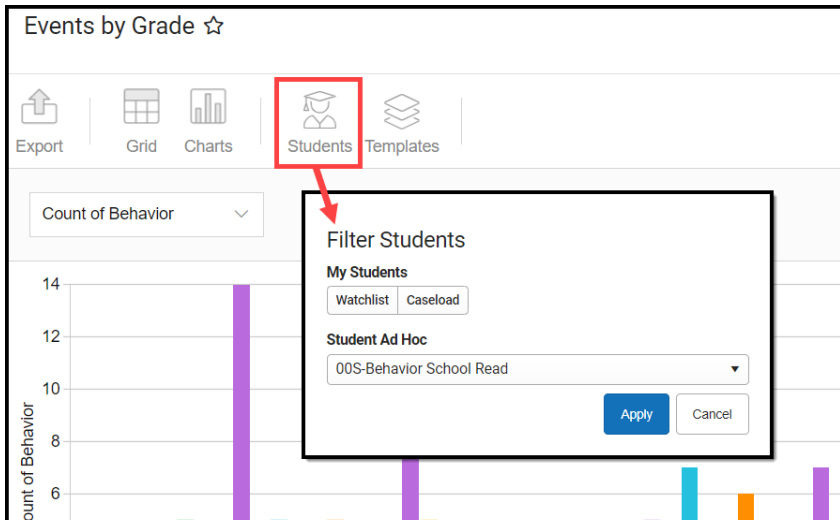 Events by Grade
Export
Grid
Charts
Students
Templates
Count of Behavior
Filter Students
My Students
Watchlist
Caseload
Student Ad Hoc
00S-Behavior School Read
Apply
Cancel
14
12
10
8
6
ount of Behavior